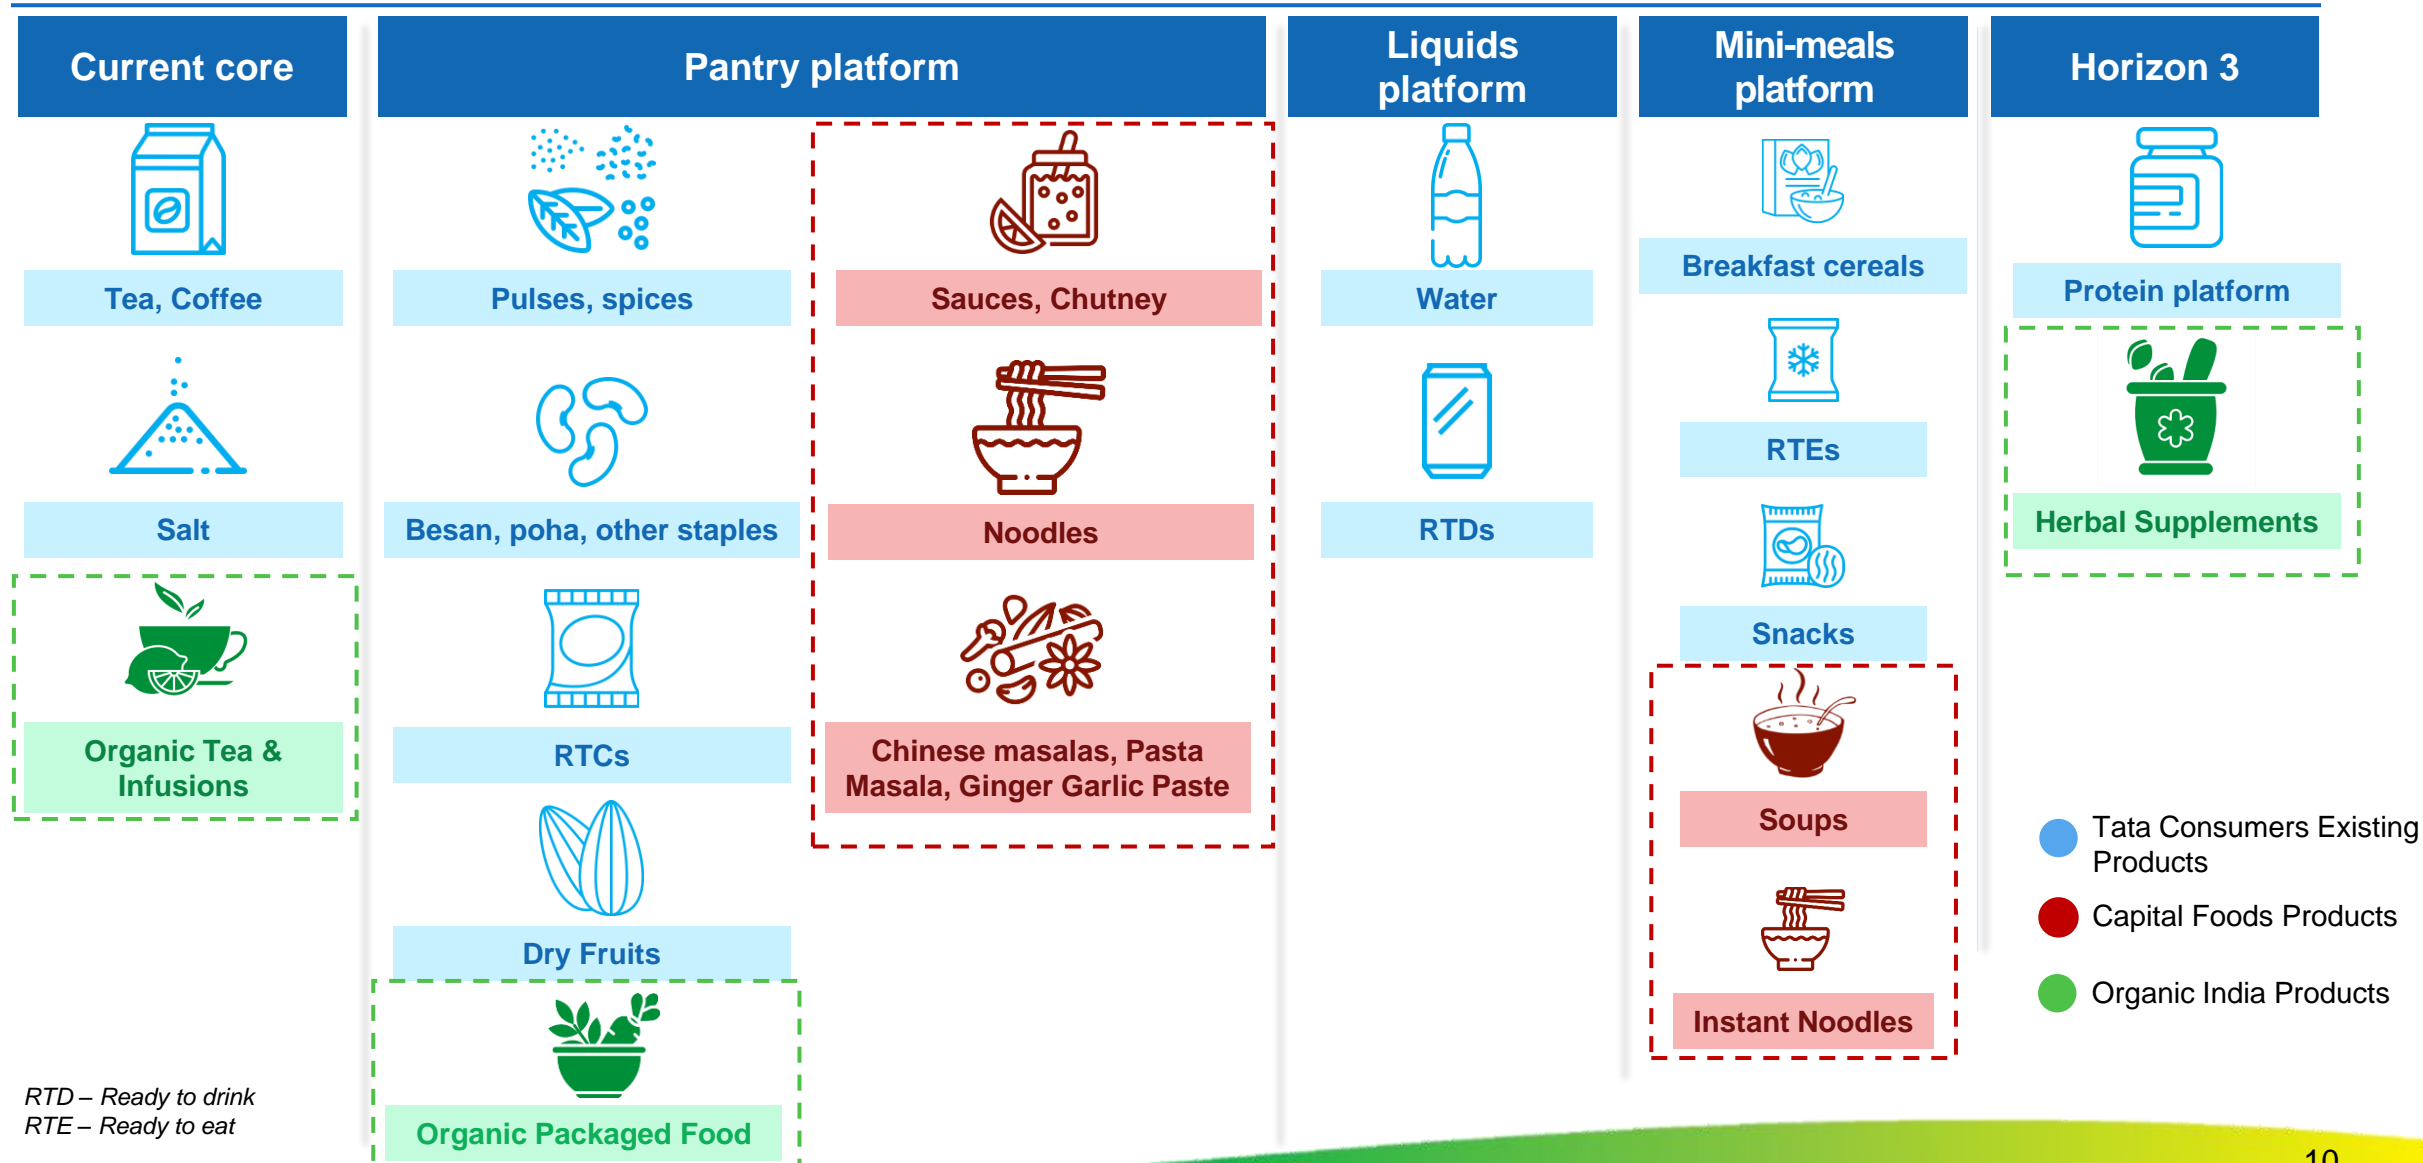 Current core
Pantry platform
Liquids
platform
Mini-meals
platform
Horizon 3
Tea, Coffee
Salt
Organic Tea &
Infusions
Pulses, spices
Besan, poha, other staples
RTCs
Dry Fruits
Organic Packaged Food
Sauces, Chutney
Noodles
Chinese masalas, Pasta
Masala, Ginger Garlic Paste
Water
RTDs
Breakfast cereals
RTEs
Snacks
Soups
Instant Noodles
Protein platform
Herbal Supplements
Tata Consumers Existing
Products
Capital Foods Products
Organic India Products
RTD – Ready to drink
RTE – Ready to eat
10